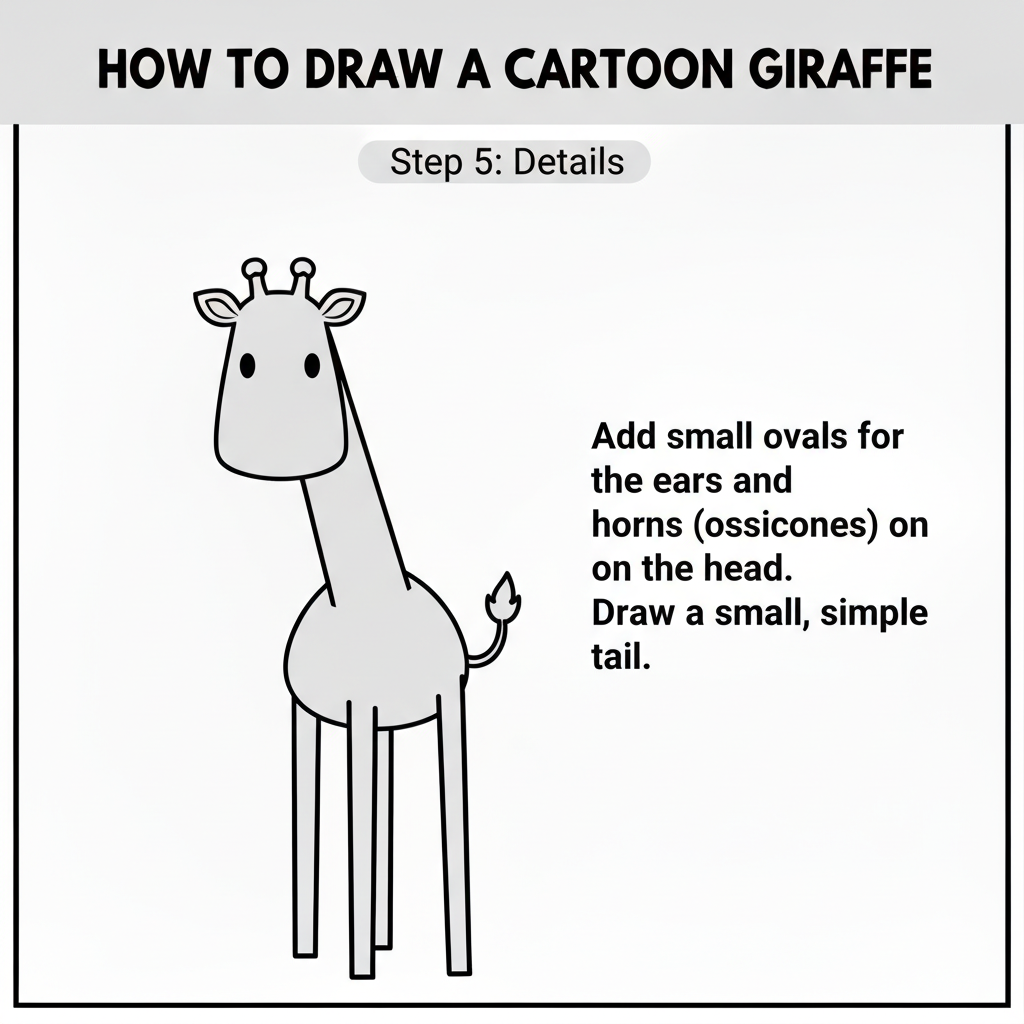 HOW TO DRAW A CARTOON GIRAFFE
Step 5: Details
Add small ovals for
the ears and
horns (ossicones) on
on the head.
Draw a small, simple
tail.